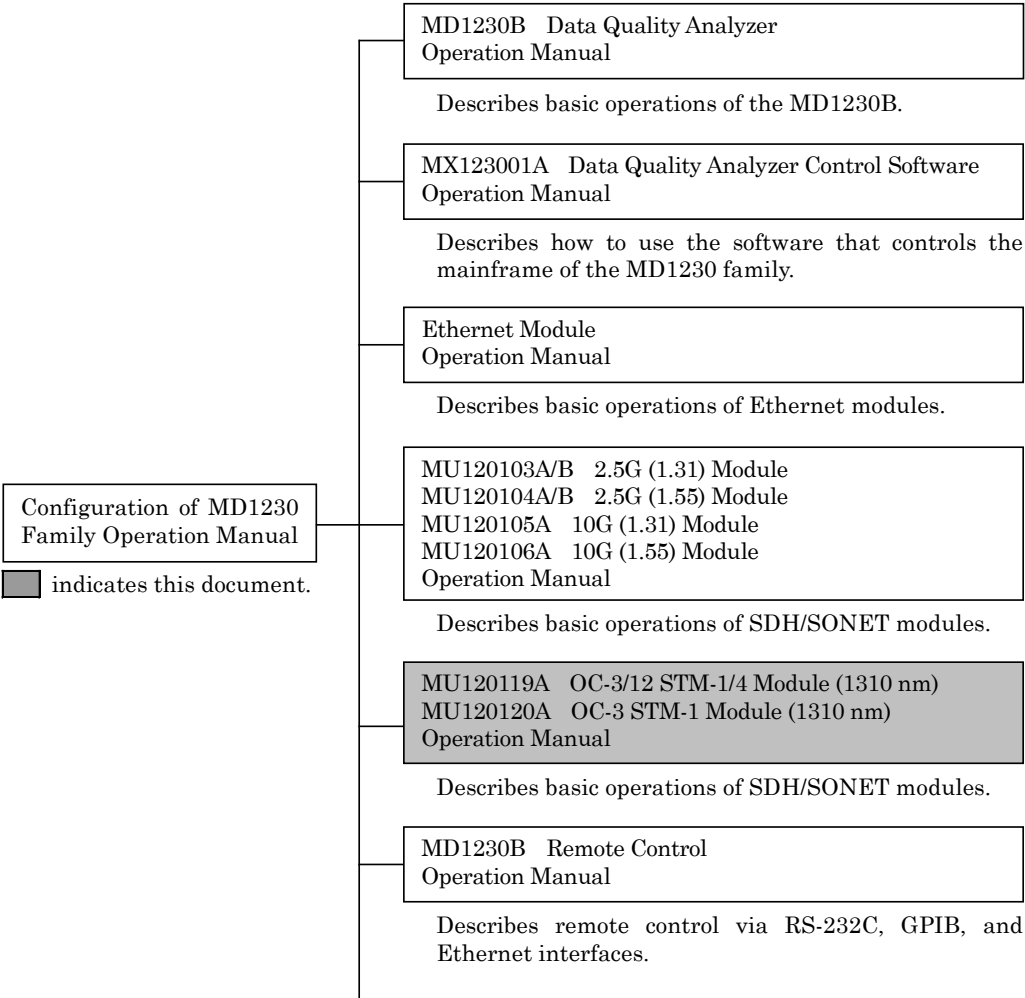 MD1230B Data Quality Analyzer
Operation Manual
Describes basic operations of the MD1230B.
MX123001A Data Quality Analyzer Control Software
Operation Manual
Describes how to use the software that controls the
mainframe of the MD1230 family.
Ethernet Module
Operation Manual
Describes basic operations of Ethernet modules.
Configuration of MD1230
Family Operation Manual
indicates this document.
MU120103A/B 2.5G (1.31) Module
MU120104A/B 2.5G (1.55) Module
MU120105A 10G (1.31) Module
MU120106A 10G (1.55) Module
Operation Manual
Describes basic operations of SDH/SONET modules.
MU120119A OC-3/12 STM-1/4 Module (1310 nm)
MU120120A OC-3 STM-1 Module (1310 nm)
Operation Manual
Describes basic operations of SDH/SONET modules.
MD1230B Remote Control
Operation Manual
Describes remote control via RS-232C, GPIB, and
Ethernet interfaces.